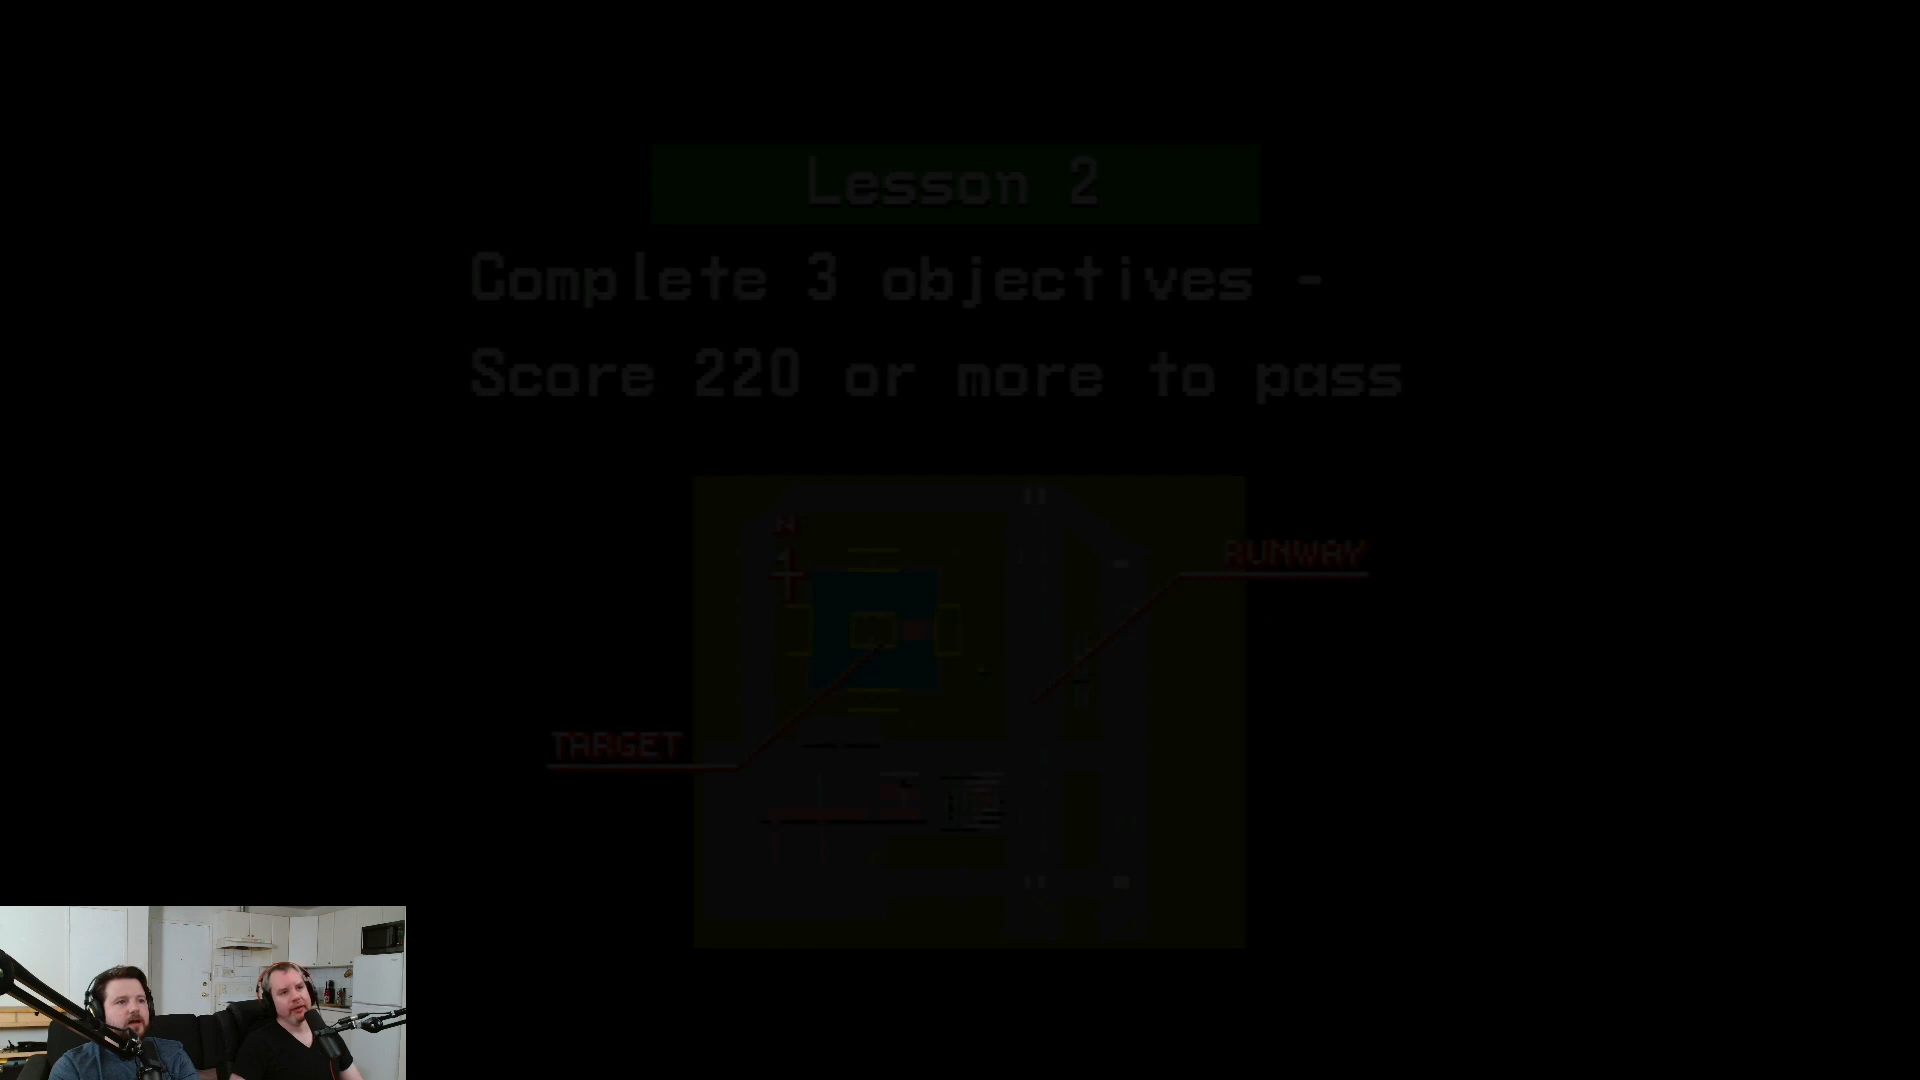 Lesson 2
Complete 3 objectives -
Score 220 or more to pass
N
RUNWAY
TARGET